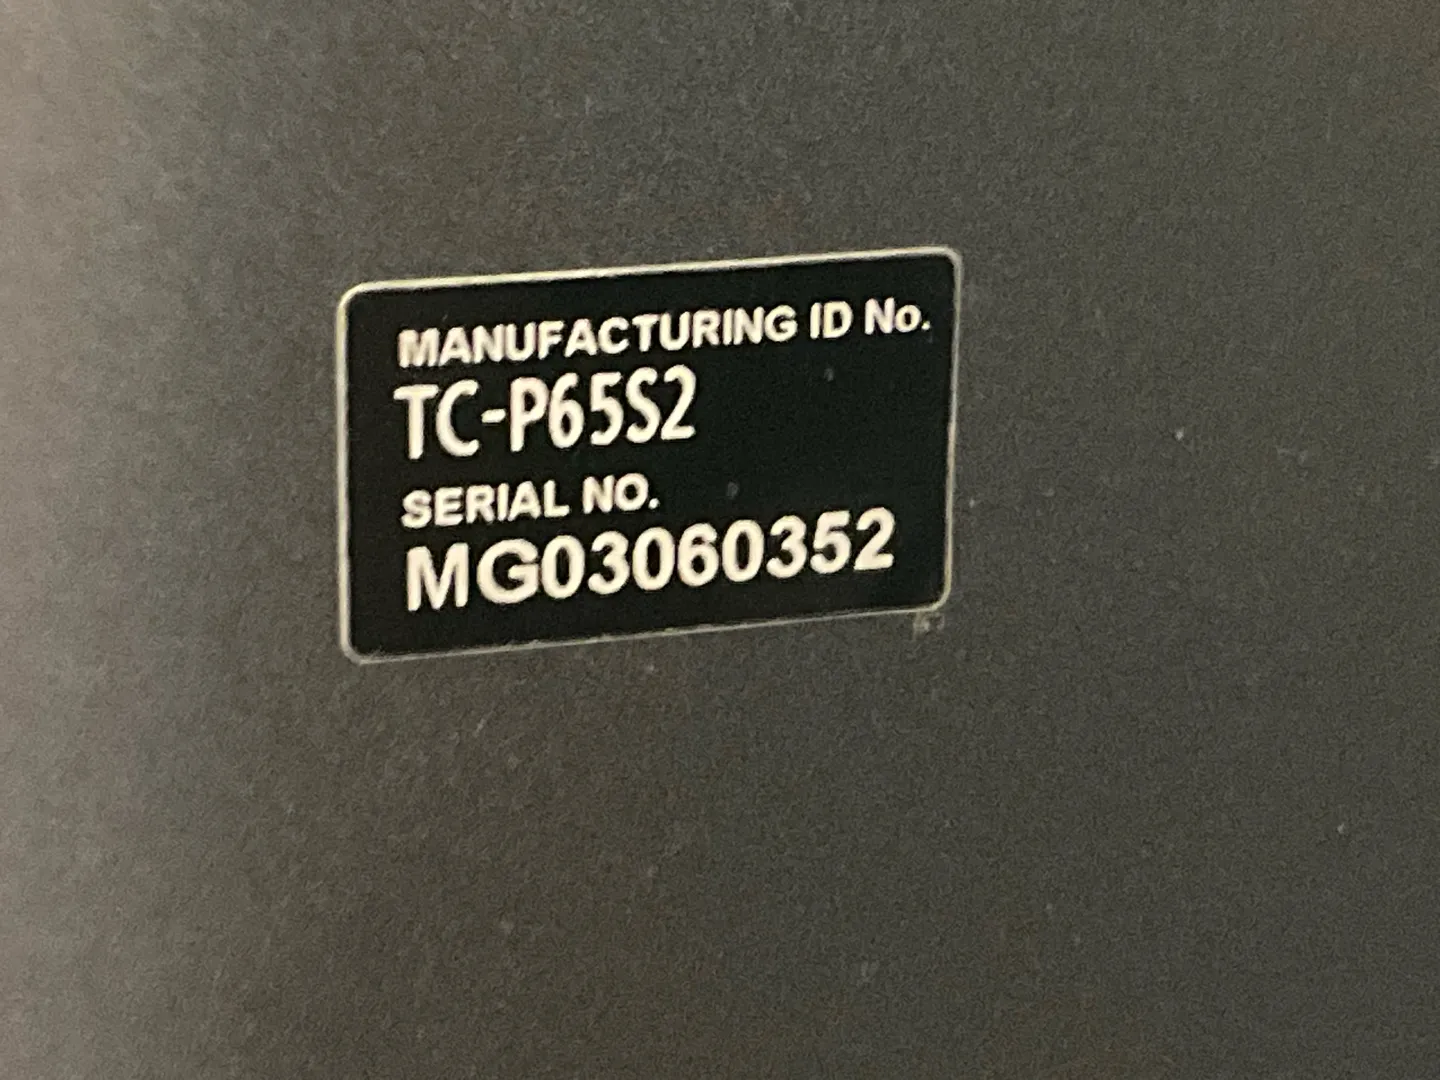 MANUFACTURING ID No.
TC-P65S2
SERIAL NO.
MG03060352